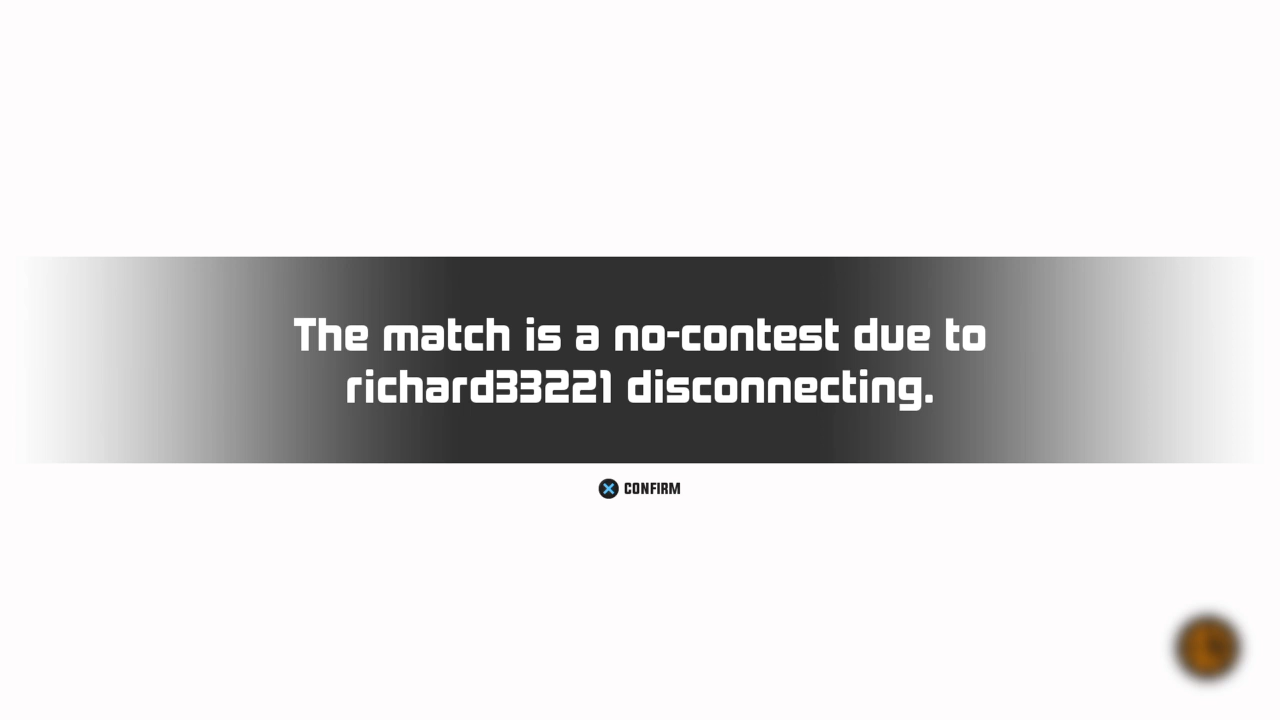 The match is a no-contest due to
richard33221 disconnecting.
CONFIRM